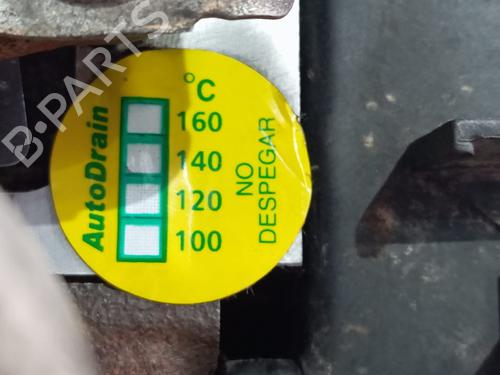 AutoDrain
°C
160
140
120
100
NO
DESPEGAR
B-PARTS